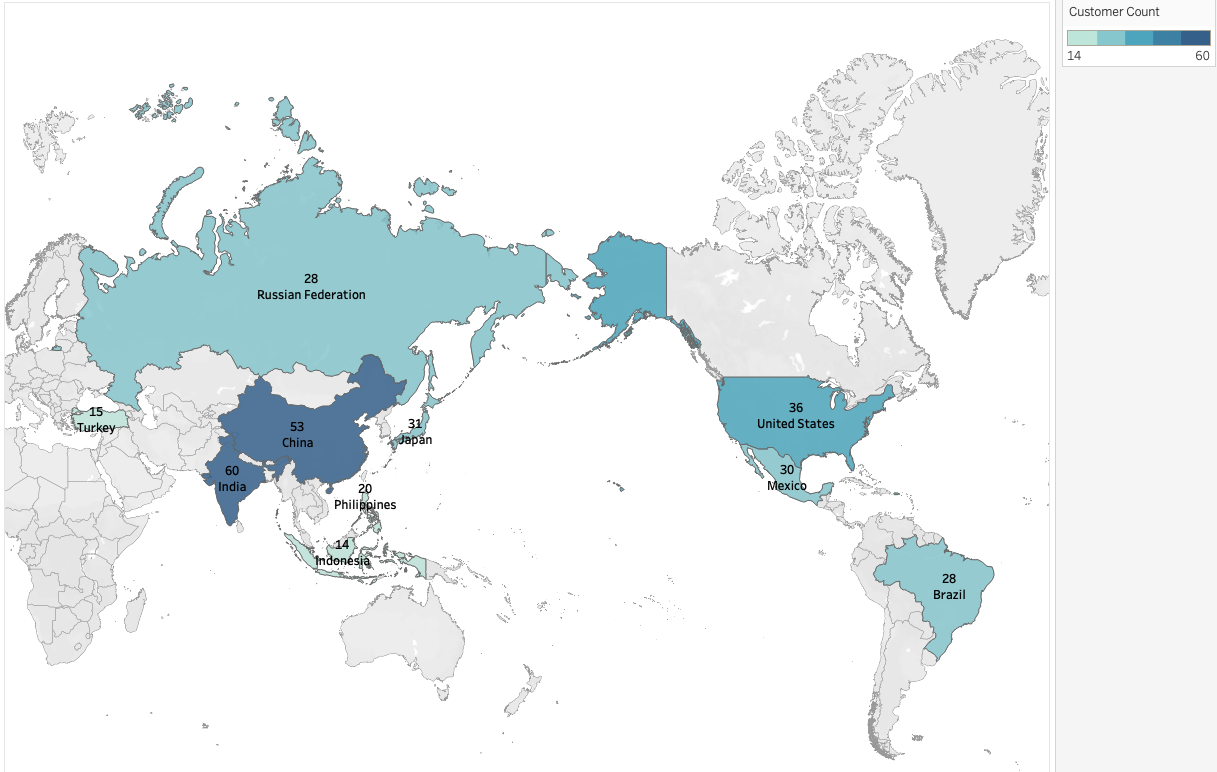 Customer Count
14 60
28
Russian Federation
15
Turkey
53
China
31
Japan
36
United States
60
India
30
Mexico
20
Philippines
14
Indonesia
28
Brazil